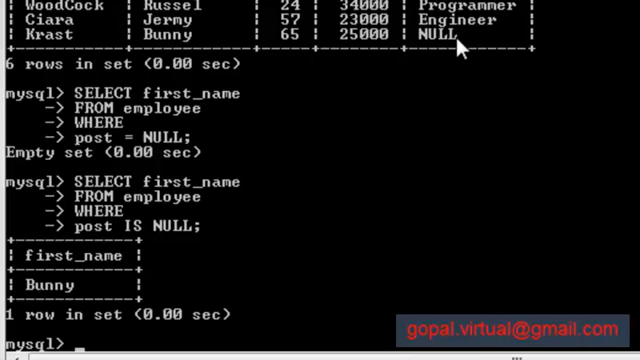 | WoodCock | Russel | 24 | 34000 | Programmer |
| Ciara | Jermy | 57 | 23000 | Engineer |
| Krast | Bunny | 65 | 25000 | NULL |
+----------+--------+----+-------+------------+
6 rows in set (0.00 sec)
mysql> SELECT first_name
-> FROM employee
-> WHERE
-> post = NULL;
Empty set (0.00 sec)
mysql> SELECT first_name
-> FROM employee
-> WHERE
-> post IS NULL;
+------------+
| first_name |
+------------+
| Bunny |
+------------+
1 row in set (0.00 sec)
gopal.virtual@gmail.com
mysql> _